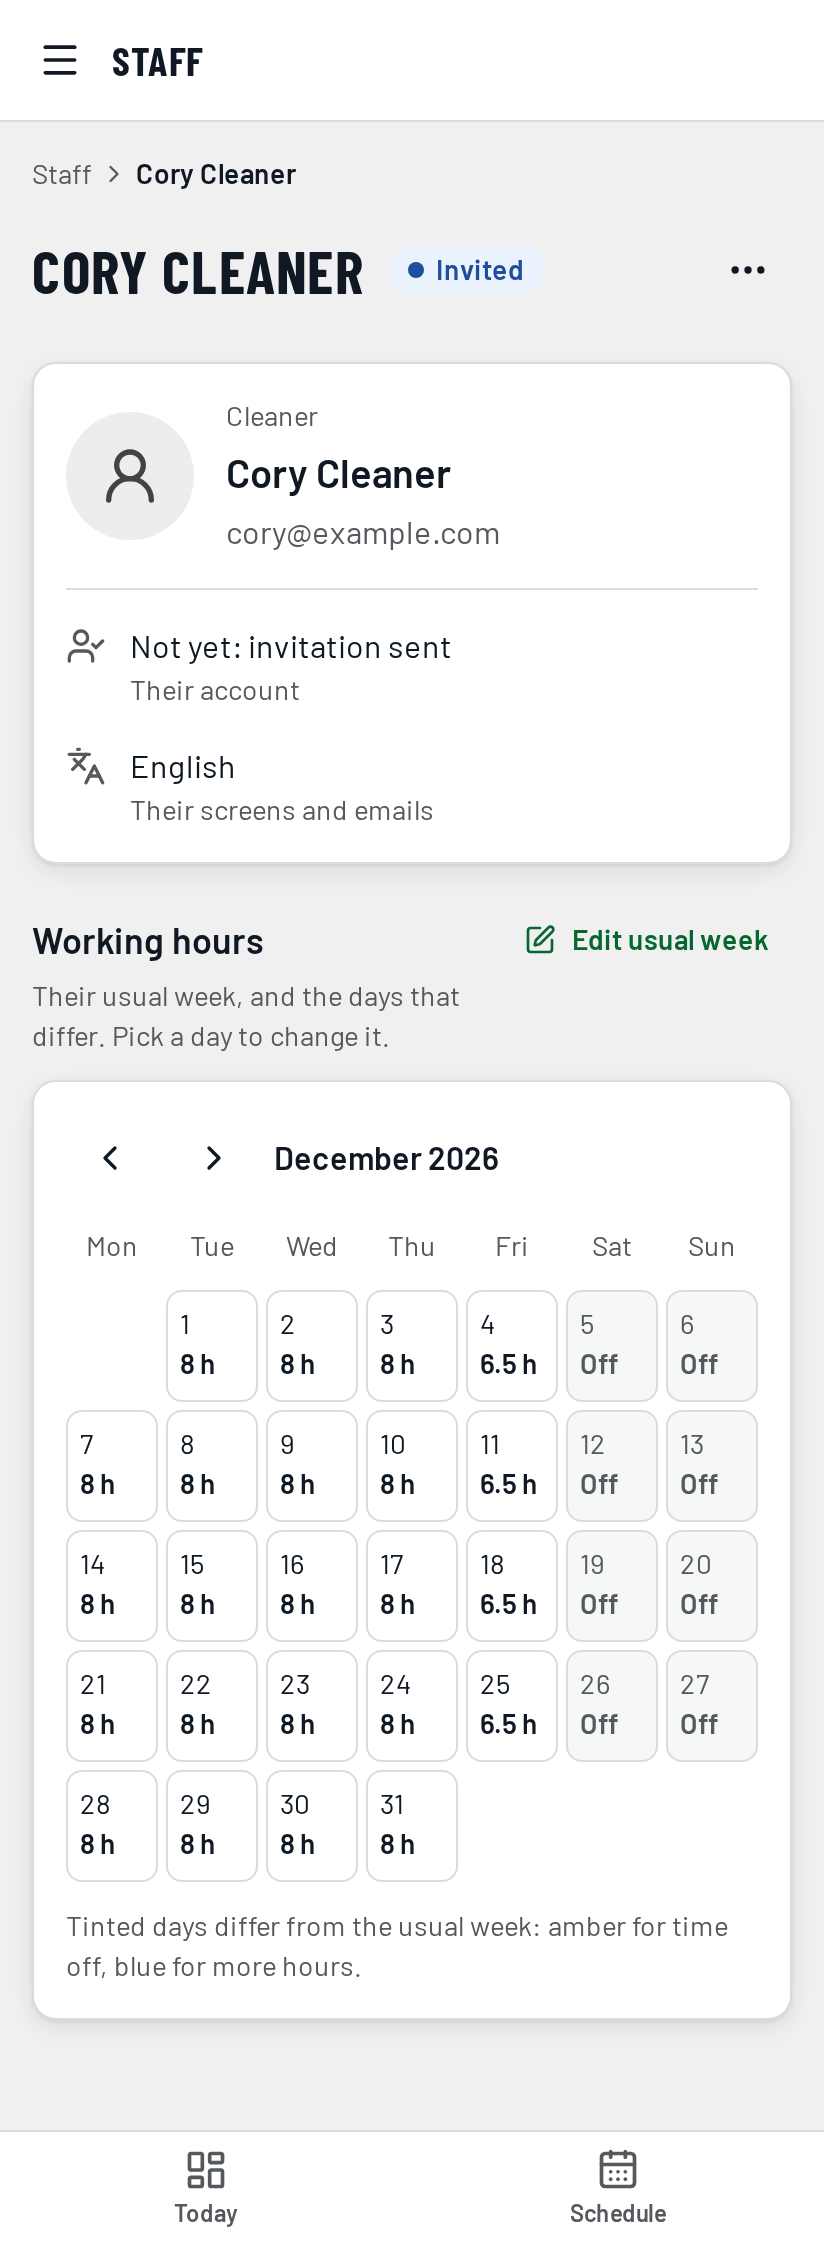 STAFF
Staff > Cory Cleaner
CORY CLEANER
Invited
Cleaner
Cory Cleaner
cory@example.com
Not yet: invitation sent
Their account
English
Their screens and emails
Working hours
Edit usual week
Their usual week, and the days that
differ. Pick a day to change it.
December 2026
Mon Tue Wed Thu Fri Sat Sun
1 2 3 4 5 6
8 h 8 h 8 h 6.5 h Off Off
7 8 9 10 11 12 13
8 h 8 h 8 h 8 h 6.5 h Off Off
14 15 16 17 18 19 20
8 h 8 h 8 h 8 h 6.5 h Off Off
21 22 23 24 25 26 27
8 h 8 h 8 h 8 h 6.5 h Off Off
28 29 30 31
8 h 8 h 8 h 8 h
Tinted days differ from the usual week: amber for time
off, blue for more hours.
Today Schedule